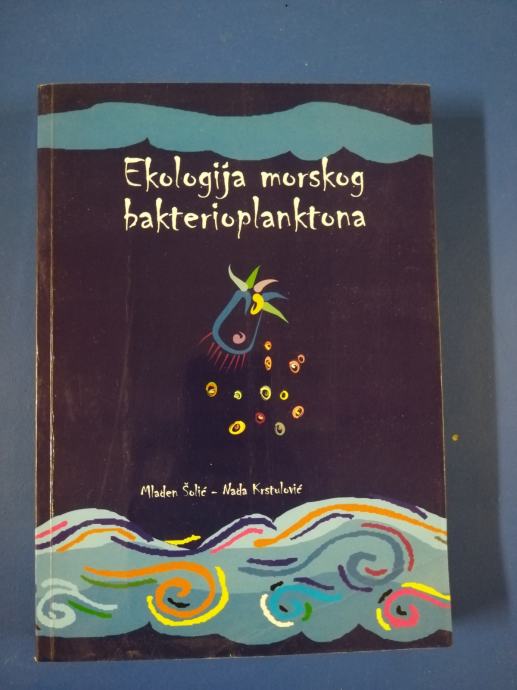 Ekologija morskog
bakterioplanktona
Mladen Šolić - Nada Krstulović